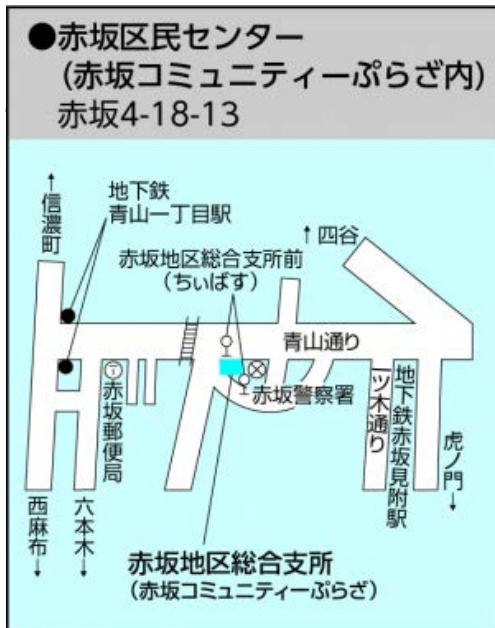 ●赤坂区民センター
(赤坂コミュニティーぷらざ内)
赤坂4-18-13
↑信濃町
地下鉄
青山一丁目駅
赤坂地区総合支所前
(ちぃばす)
↑四谷
青山通り
赤坂郵便局
赤坂警察署
一ツ木通り
地下鉄赤坂見附駅
虎ノ門↓
西麻布↓
六本木↓
赤坂地区総合支所
(赤坂コミュニティーぷらざ)